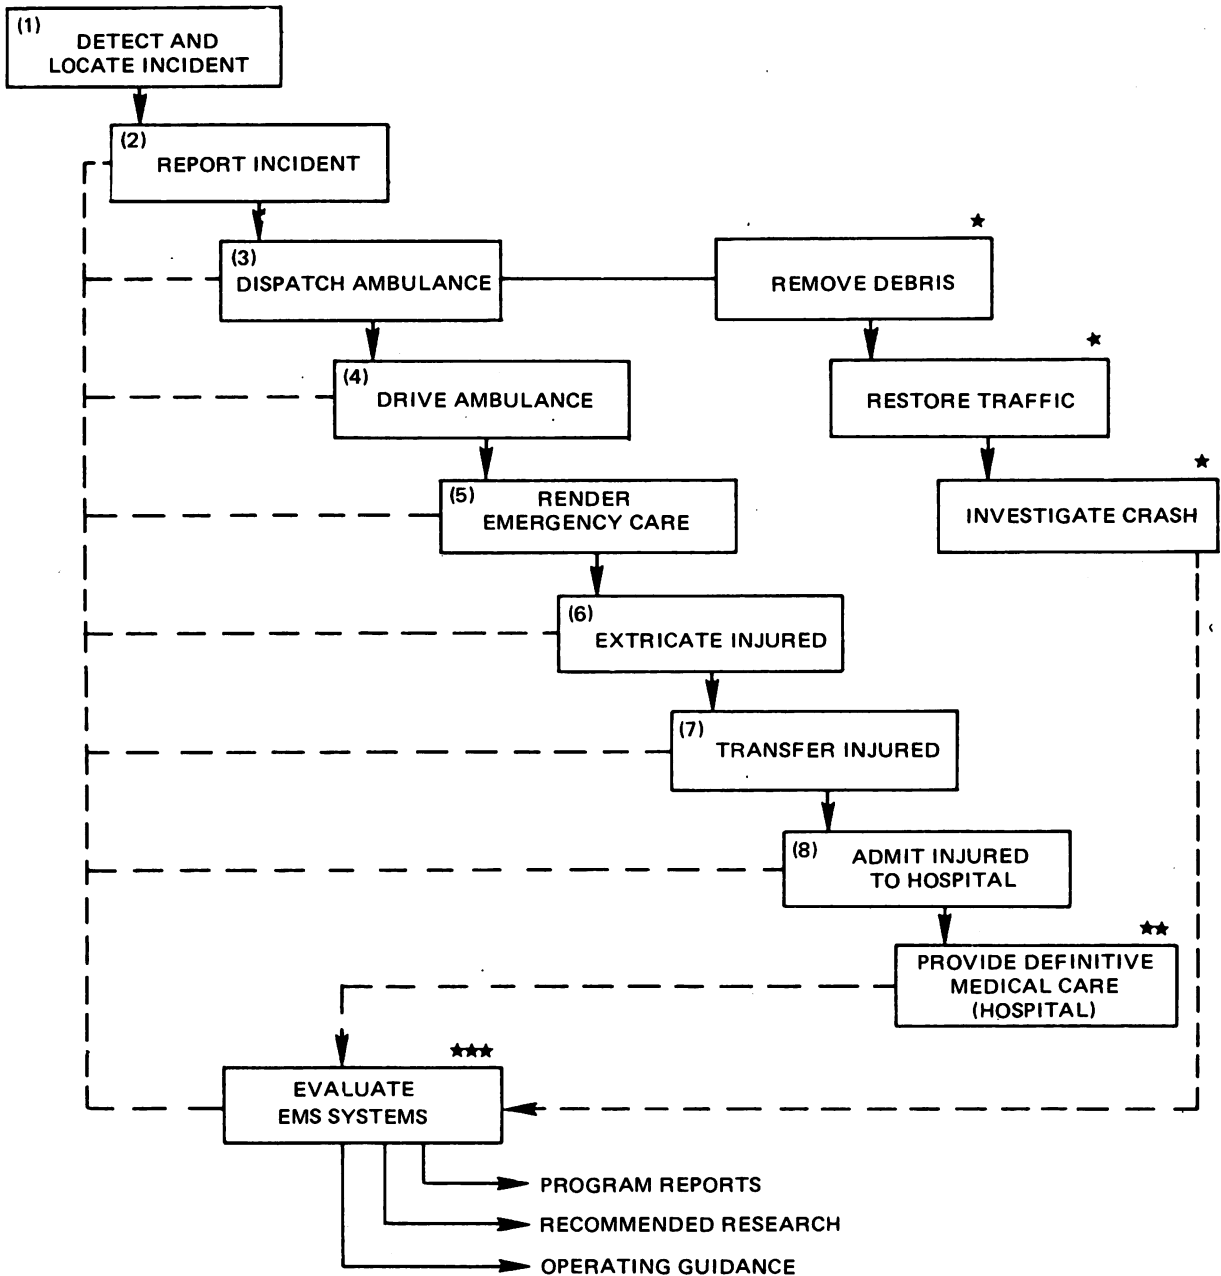 (1)
DETECT AND
LOCATE INCIDENT
(2)
REPORT INCIDENT
★
(3)
DISPATCH AMBULANCE
REMOVE DEBRIS
★
(4)
DRIVE AMBULANCE
RESTORE TRAFFIC
★
(5)
RENDER
EMERGENCY CARE
INVESTIGATE CRASH
(6)
EXTRICATE INJURED
(7)
TRANSFER INJURED
(8)
ADMIT INJURED
TO HOSPITAL
★★
PROVIDE DEFINITIVE
MEDICAL CARE
(HOSPITAL)
★★★
EVALUATE
EMS SYSTEMS
PROGRAM REPORTS
RECOMMENDED RESEARCH
OPERATING GUIDANCE